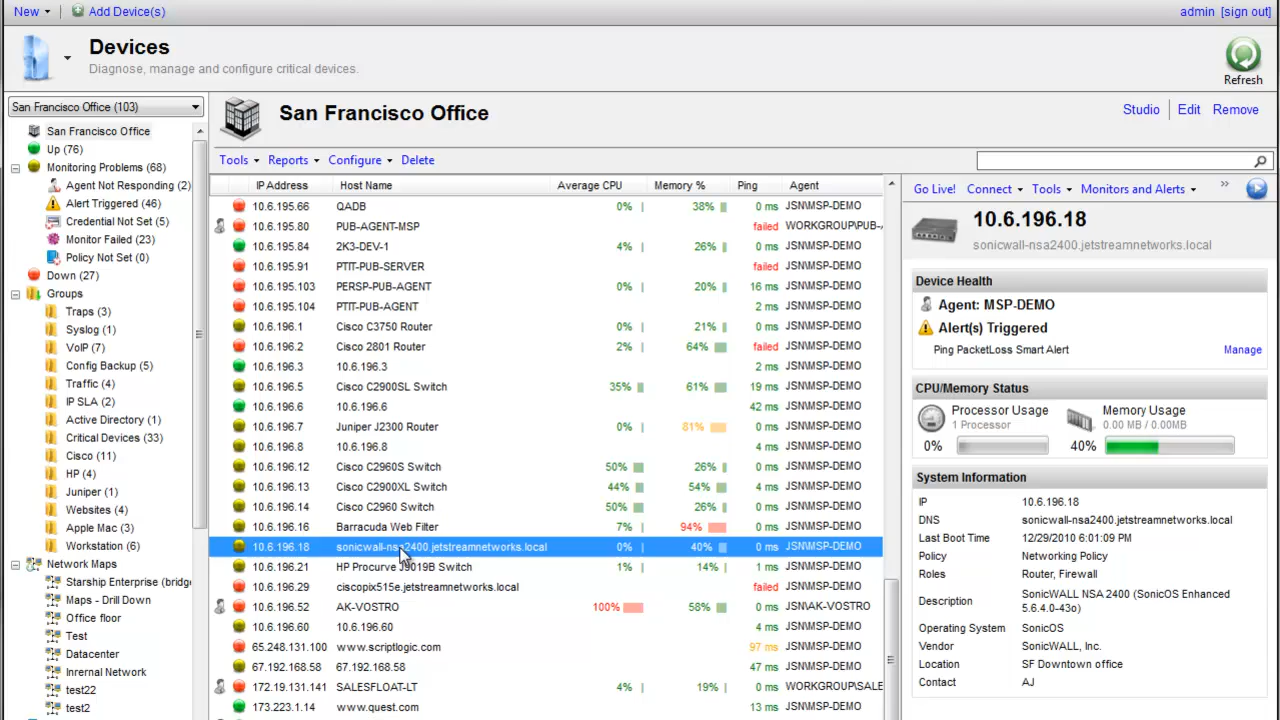 New Add Device(s) admin [sign out]
Devices
Diagnose, manage and configure critical devices.
Refresh
San Francisco Office (103)
San Francisco Office
Up (76)
Monitoring Problems (68)
Agent Not Responding (2)
Alert Triggered (46)
Credential Not Set (5)
Monitor Failed (23)
Policy Not Set (0)
Down (27)
Groups
Traps (3)
Syslog (1)
VoIP (7)
Config Backup (5)
Traffic (4)
IP SLA (2)
Active Directory (1)
Critical Devices (33)
Cisco (11)
HP (4)
Juniper (1)
Websites (4)
Apple Mac (3)
Workstation (6)
Network Maps
Starship Enterprise (bridge
Maps - Drill Down
Office floor
Test
Datacenter
Inrernal Network
test22
test2
San Francisco Office
Studio Edit Remove
Tools Reports Configure Delete
IP Address Host Name Average CPU Memory % Ping Agent
10.6.195.66 QADB 0% 38% 0 ms JSN\MSP-DEMO
10.6.195.80 PUB-AGENT-MSP failed WORKGROUP\PUB-A
10.6.195.84 2K3-DEV-1 4% 26% 0 ms JSN\MSP-DEMO
10.6.195.91 PTIT-PUB-SERVER failed JSN\MSP-DEMO
10.6.195.103 PERSP-PUB-AGENT 0% 20% 16 ms JSN\MSP-DEMO
10.6.195.104 PTIT-PUB-AGENT 2 ms JSN\MSP-DEMO
10.6.196.1 Cisco C3750 Router 0% 21% 0 ms JSN\MSP-DEMO
10.6.196.2 Cisco 2801 Router 2% 64% failed JSN\MSP-DEMO
10.6.196.3 10.6.196.3 2 ms JSN\MSP-DEMO
10.6.196.5 Cisco C2900SL Switch 35% 61% 19 ms JSN\MSP-DEMO
10.6.196.6 10.6.196.6 42 ms JSN\MSP-DEMO
10.6.196.7 Juniper J2300 Router 0% 81% 0 ms JSN\MSP-DEMO
10.6.196.8 10.6.196.8 4 ms JSN\MSP-DEMO
10.6.196.12 Cisco C2960S Switch 50% 26% 0 ms JSN\MSP-DEMO
10.6.196.13 Cisco C2900XL Switch 44% 54% 4 ms JSN\MSP-DEMO
10.6.196.14 Cisco C2960 Switch 50% 26% 0 ms JSN\MSP-DEMO
10.6.196.16 Barracuda Web Filter 7% 94% 0 ms JSN\MSP-DEMO
10.6.196.18 sonicwall-nsa2400.jetstreamnetworks.local 0% 40% 0 ms JSN\MSP-DEMO
10.6.196.21 HP Procurve J9019B Switch 1% 14% 1 ms JSN\MSP-DEMO
10.6.196.29 ciscopix515e.jetstreamnetworks.local failed JSN\MSP-DEMO
10.6.196.52 AK-VOSTRO 100% 58% 0 ms JSN\AK-VOSTRO
10.6.196.60 10.6.196.60 4 ms JSN\MSP-DEMO
65.248.131.100 www.scriptlogic.com 97 ms JSN\MSP-DEMO
67.192.168.58 67.192.168.58 47 ms JSN\MSP-DEMO
172.19.131.141 SALESFLOAT-LT 4% 19% 0 ms WORKGROUP\SALE
173.223.1.14 www.quest.com 13 ms JSN\MSP-DEMO
Go Live! Connect Tools Monitors and Alerts »
10.6.196.18
sonicwall-nsa2400.jetstreamnetworks.local
Device Health
Agent: MSP-DEMO
Alert(s) Triggered
Ping PacketLoss Smart Alert Manage
CPU/Memory Status
Processor Usage Memory Usage
1 Processor 0.00 MB / 0.00MB
0% 40%
System Information
IP 10.6.196.18
DNS sonicwall-nsa2400.jetstreamnetworks.local
Last Boot Time 12/29/2010 6:01:09 PM
Policy Networking Policy
Roles Router, Firewall
Description SonicWALL NSA 2400 (SonicOS Enhanced
5.6.4.0-43o)
Operating System SonicOS
Vendor SonicWALL, Inc.
Location SF Downtown office
Contact AJ